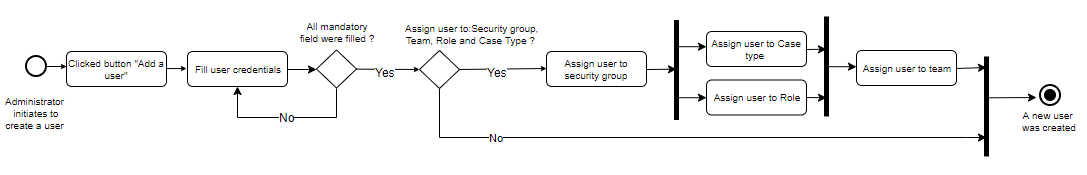 All mandatory
field were filled ?
Assign user to:Security group,
Team, Role and Case Type ?
Clicked button "Add a
user"
Fill user credentials
Yes
Yes
Assign user to
security group
Assign user to Case
type
Assign user to Role
Assign user to team
Administrator
initiates to
create a user
No
No
A new user
was created